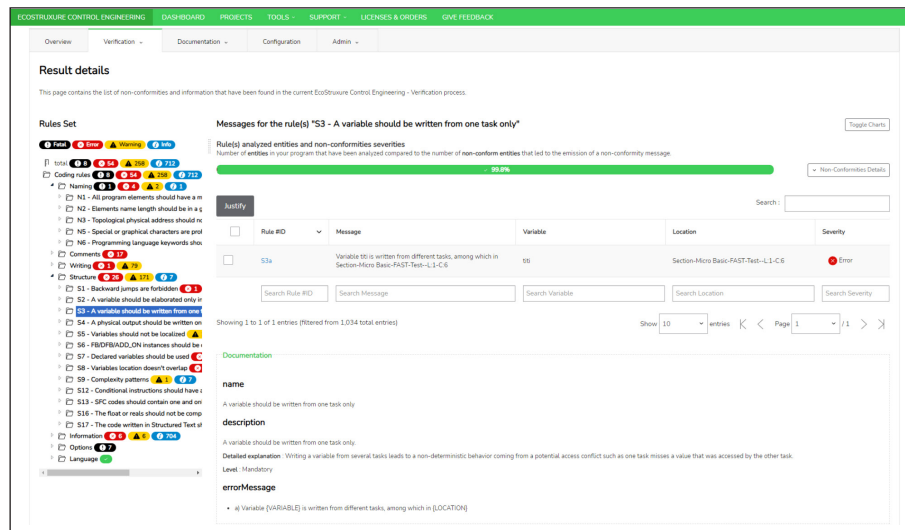 ECOSTRUXURE CONTROL ENGINEERING DASHBOARD PROJECTS TOOLS SUPPORT LICENSES & ORDERS GIVE FEEDBACK
Overview Verification Documentation Configuration Admin
Result details
This page contains the list of non-conformities and information that have been found in the current EcoStruxure Control Engineering - Verification process.
Rules Set
Fatal Error Warning Info
total 8 54 258 712
Coding rules 8 54 258 712
Naming 1 4 2 1
N1 - All program elements should have a m
N2 - Elements name length should be in a g
N3 - Topological physical address should no
N5 - Special or graphical characters are prof
N6 - Programming language keywords shou
Comments 17
Writing 1 79
Structure 26 171 7
S1 - Backward jumps are forbidden 1
S2 - A variable should be elaborated only in
S3 - A variable should be written from one t
S4 - A physical output should be written on
S5 - Variables should not be localized
S6 - FB/DFB/ADD_ON instances should be
S7 - Declared variables should be used
S8 - Variables location doesn't overlap
S9 - Complexity patterns 1 7
S12 - Conditional instructions should have a
S13 - SFC codes should contain one and on
S16 - The float or reals should not be comp
S17 - The code written in Structured Text sh
Information 6 6 704
Options 7
Language
Messages for the rule(s) "S3 - A variable should be written from one task only"
Toggle Charts
Rule(s) analyzed entities and non-conformities severities
Number of entities in your program that have been analyzed compared to the number of non-conform entities that led to the emission of a non-conformity message.
99.6%
Non-Conformities Details
Justify
Search :
Rule #ID Message Variable Location Severity
S3a Variable titi is written from different tasks, among which in titi Section-Micro Basic-FAST-Test--L:1-C:6 Error
Section-Micro Basic-FAST-Test--L:1-C:6
Search Rule #ID Search Message Search Variable Search Location Search Severity
Showing 1 to 1 of 1 entries (filtered from 1,034 total entries) Show 10 entries Page 1 / 1
Documentation
name
A variable should be written from one task only
description
A variable should be written from one task only.
Detailed explanation : Writing a variable from several tasks leads to a non-deterministic behavior coming from a potential access conflict such as one task misses a value that was accessed by the other task.
Level : Mandatory
errorMessage
a) Variable {VARIABLE} is written from different tasks, among which in {LOCATION}